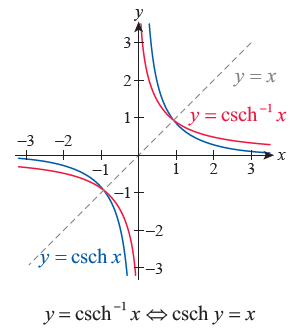 y
3
2
y = x
1
y = csch⁻¹ x
−3 −2
x
−1
1 2 3
−1
−2
y = csch x
−3
y = csch⁻¹ x ⇔ csch y = x